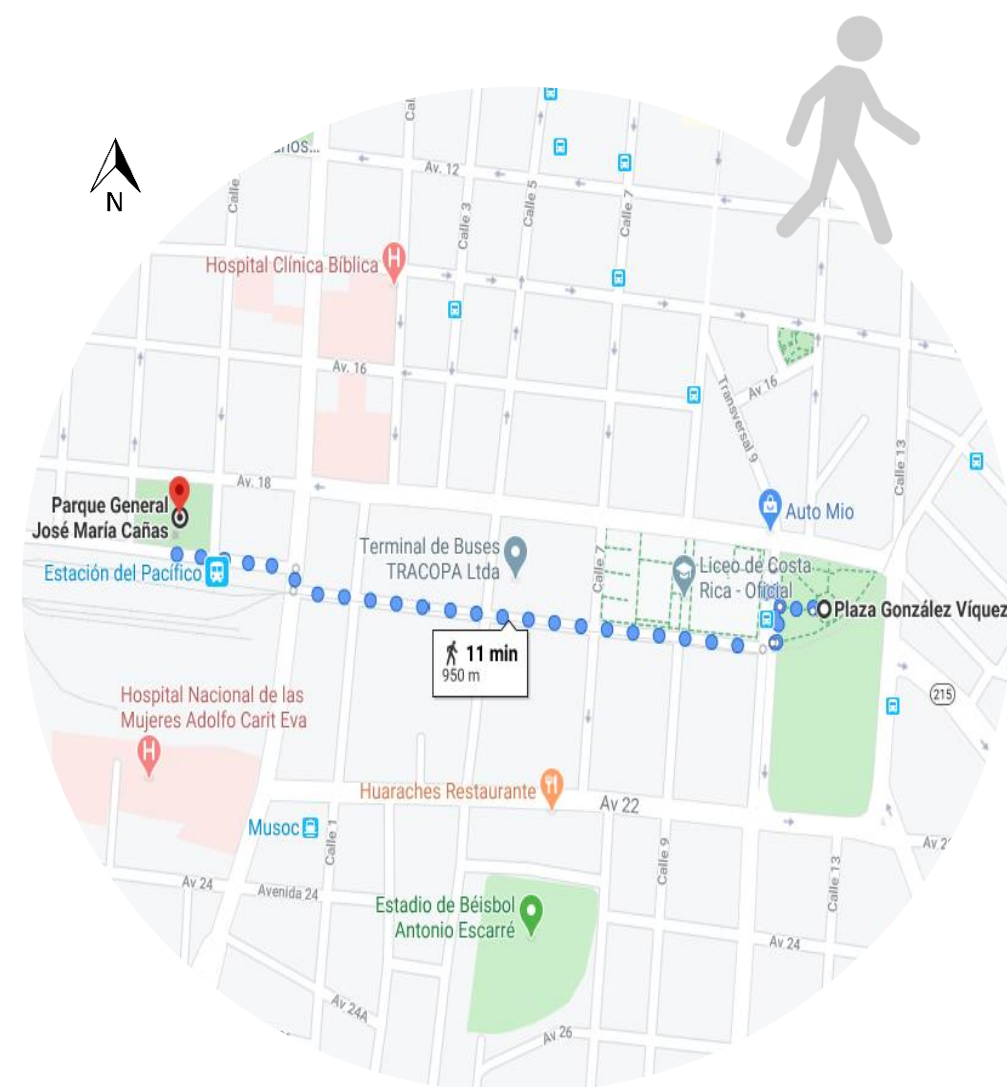 N
Av. 12
Calle 3
Calle 5
Calle 7
Calle
Hospital Clínica Bíblica
H
Av. 16
Transversal 9
Av 16
Calle 13
Av. 18
Parque General
José María Cañas
Estación del Pacífico
Terminal de Buses
TRACOPA Ltda
Calle 7
Auto Mio
Liceo de Costa
Rica - Oficial
Plaza González Víquez
11 min
950 m
215
Hospital Nacional de las
Mujeres Adolfo Carit Eva
H
Huaraches Restaurante
Av 22
Musoc
Calle 1
Calle 9
Calle 13
Av 24
Avenida 24
Estadio de Béisbol
Antonio Escarré
Av 24
Av 24A
Av 26